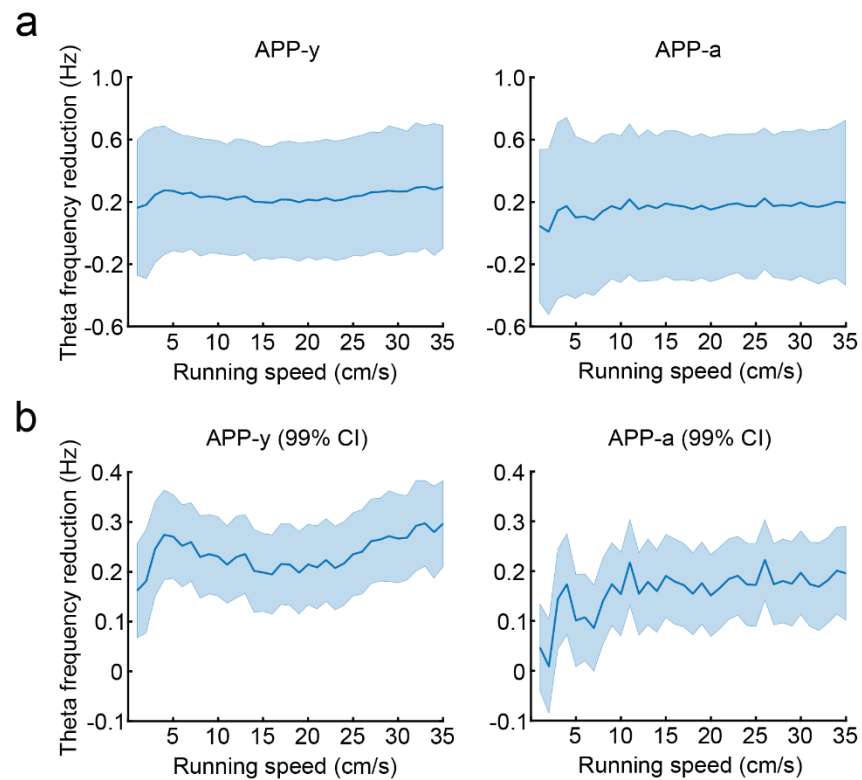 a
APP-y
APP-a
Theta frequency reduction (Hz)
1.0
0.6
0.2
-0.2
-0.6
5 10 15 20 25 30 35
Running speed (cm/s)
1.0
0.6
0.2
-0.2
-0.6
5 10 15 20 25 30 35
Running speed (cm/s)
b
APP-y (99% CI)
APP-a (99% CI)
Theta frequency reduction (Hz)
0.4
0.3
0.2
0.1
0
-0.1
5 10 15 20 25 30 35
Running speed (cm/s)
0.4
0.3
0.2
0.1
0
-0.1
5 10 15 20 25 30 35
Running speed (cm/s)